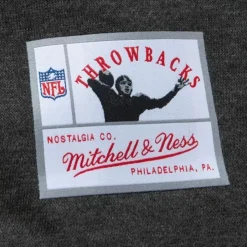 THROWBACKS
NFL
NOSTALGIA CO.
Mitchell & Ness
PHILADELPHIA, PA.